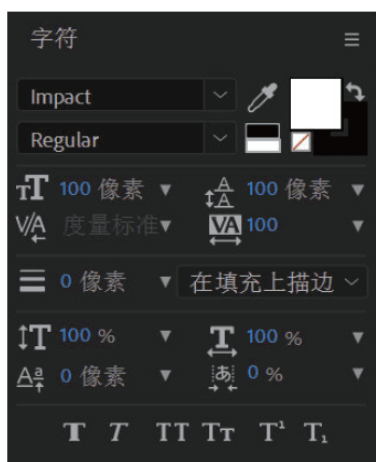 字符
Impact
Regular
100 像素 100 像素
度量标准 100
0 像素 在填充上描边
100 % 100 %
0 像素 0 %
T T TT TT T¹ T₁